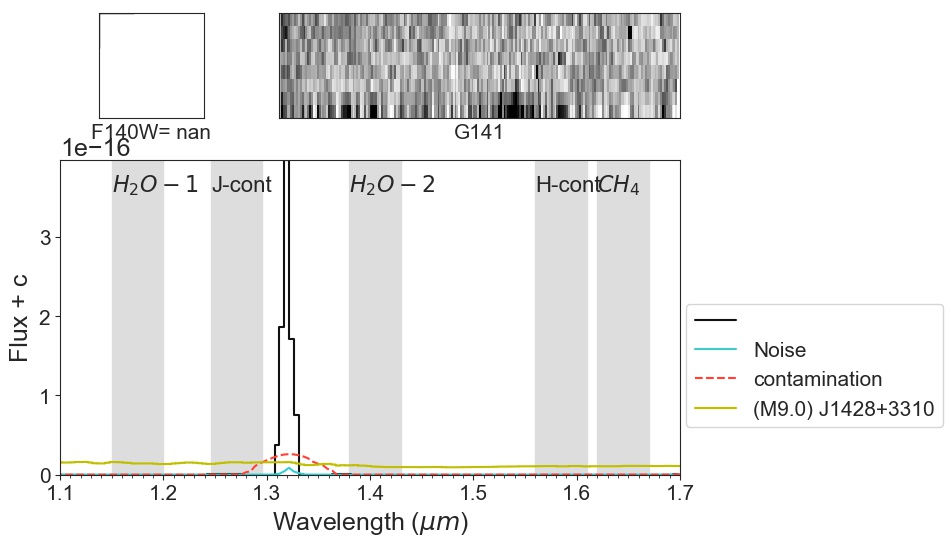 F140W= nan
G141
1e−16
H₂O − 1
J-cont
H₂O − 2
H-cont
CH₄
Flux + c
3
2
1
0
1.1
1.2
1.3
1.4
1.5
1.6
1.7
Wavelength (μm)
Noise
contamination
(M9.0) J1428+3310